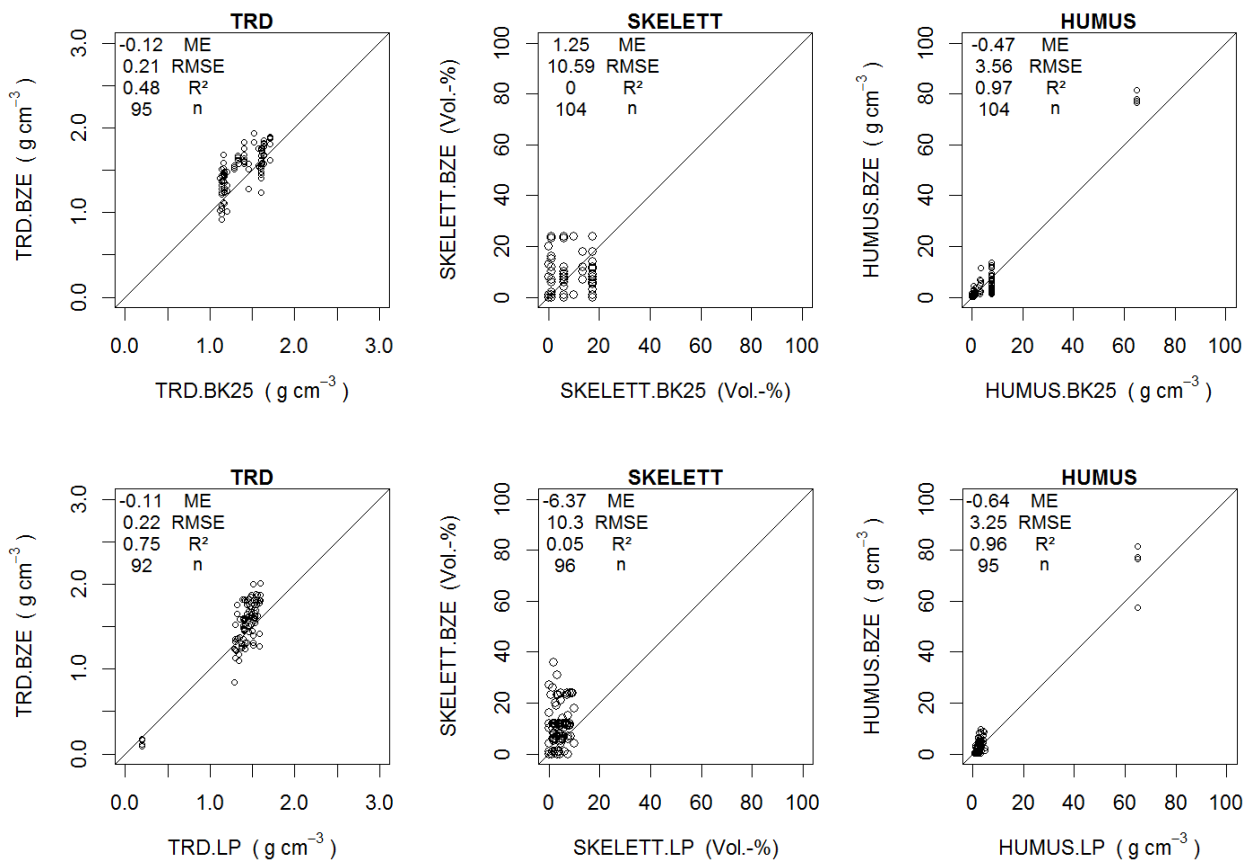 TRD
-0.12 ME
0.21 RMSE
0.48 R²
95 n
TRD.BZE ( g cm⁻³ )
0.0 1.0 2.0 3.0
0.0 1.0 2.0 3.0
TRD.BK25 ( g cm⁻³ )
SKELETT
1.25 ME
10.59 RMSE
0 R²
104 n
SKELETT.BZE (Vol.-%)
0 20 40 60 80 100
0 20 40 60 80 100
SKELETT.BK25 (Vol.-%)
HUMUS
-0.47 ME
3.56 RMSE
0.97 R²
104 n
HUMUS.BZE ( g cm⁻³ )
0 20 40 60 80 100
0 20 40 60 80 100
HUMUS.BK25 ( g cm⁻³ )
TRD
-0.11 ME
0.22 RMSE
0.75 R²
92 n
TRD.BZE ( g cm⁻³ )
0.0 1.0 2.0 3.0
0.0 1.0 2.0 3.0
TRD.LP ( g cm⁻³ )
SKELETT
-6.37 ME
10.3 RMSE
0.05 R²
96 n
SKELETT.BZE (Vol.-%)
0 20 40 60 80 100
0 20 40 60 80 100
SKELETT.LP (Vol.-%)
HUMUS
-0.64 ME
3.25 RMSE
0.96 R²
95 n
HUMUS.BZE ( g cm⁻³ )
0 20 40 60 80 100
0 20 40 60 80 100
HUMUS.LP ( g cm⁻³ )